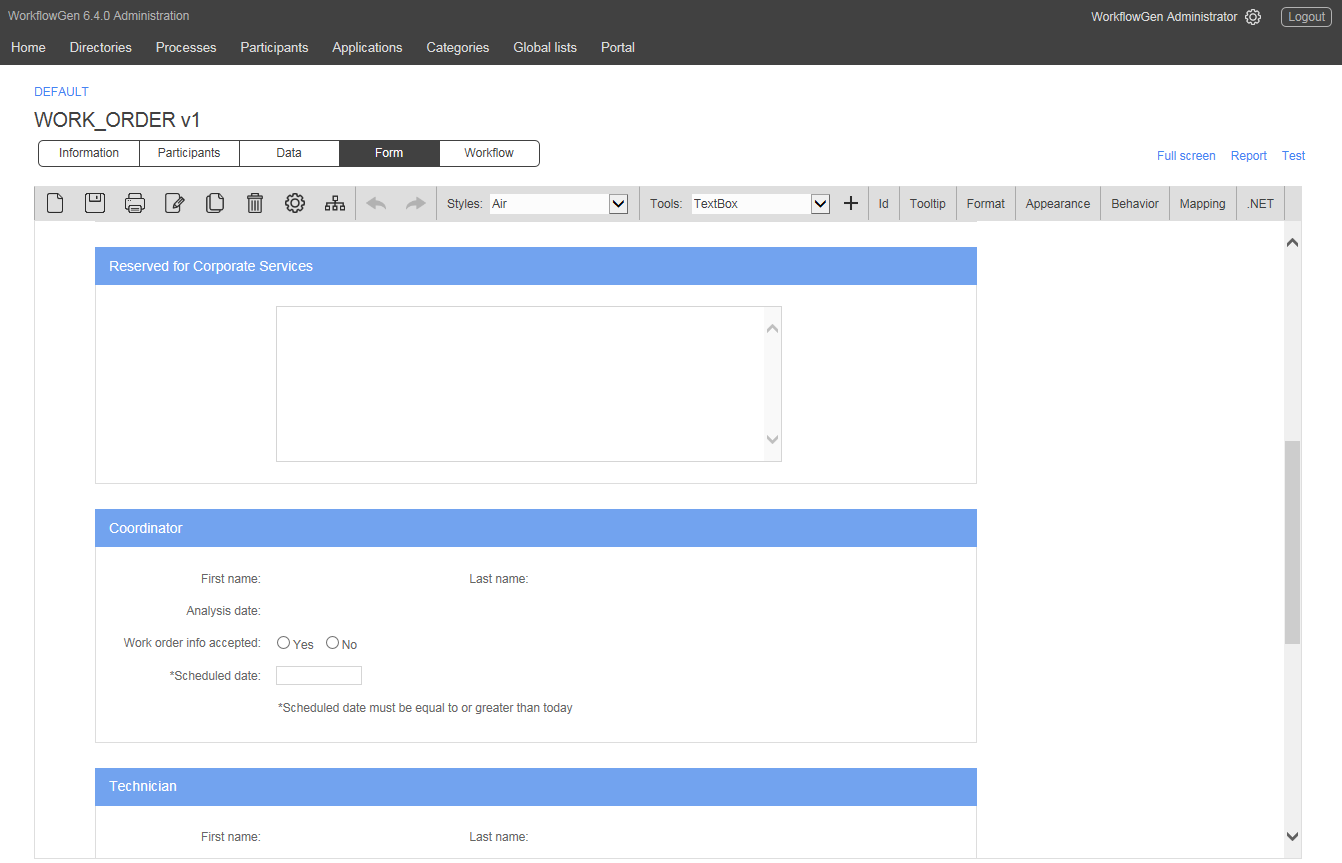 WorkflowGen 6.4.0 Administration
WorkflowGen Administrator Logout
Home Directories Processes Participants Applications Categories Global lists Portal
DEFAULT
WORK_ORDER v1
Information Participants Data Form Workflow
Full screen Report Test
Styles: Air Tools: TextBox Id Tooltip Format Appearance Behavior Mapping .NET
Reserved for Corporate Services
Coordinator
First name: Last name:
Analysis date:
Work order info accepted: Yes No
*Scheduled date:
*Scheduled date must be equal to or greater than today
Technician
First name: Last name: